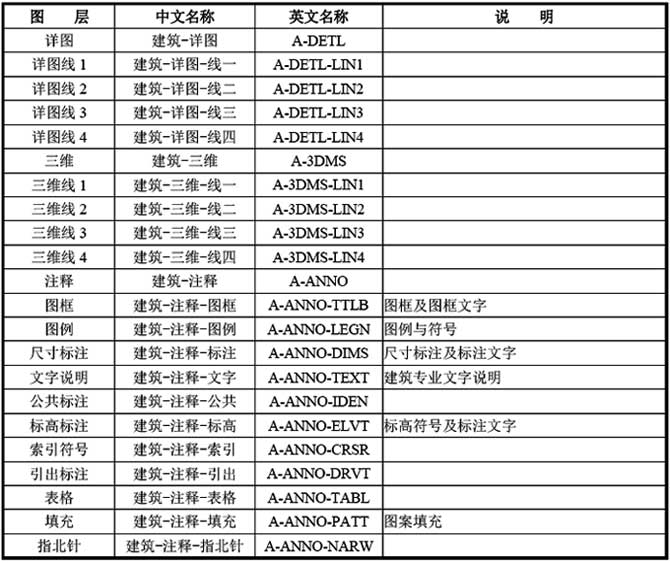 图 层 中文名称 英文名称 说 明
详图 建筑-详图 A-DETL
详图线1 建筑-详图-线一 A-DETL-LIN1
详图线2 建筑-详图-线二 A-DETL-LIN2
详图线3 建筑-详图-线三 A-DETL-LIN3
详图线4 建筑-详图-线四 A-DETL-LIN4
三维 建筑-三维 A-3DMS
三维线1 建筑-三维-线一 A-3DMS-LIN1
三维线2 建筑-三维-线二 A-3DMS-LIN2
三维线3 建筑-三维-线三 A-3DMS-LIN3
三维线4 建筑-三维-线四 A-3DMS-LIN4
注释 建筑-注释 A-ANNO
图框 建筑-注释-图框 A-ANNO-TTLB 图框及图框文字
图例 建筑-注释-图例 A-ANNO-LEGN 图例与符号
尺寸标注 建筑-注释-标注 A-ANNO-DIMS 尺寸标注及标注文字
文字说明 建筑-注释-文字 A-ANNO-TEXT 建筑专业文字说明
公共标注 建筑-注释-公共 A-ANNO-IDEN
标高标注 建筑-注释-标高 A-ANNO-ELVT 标高符号及标注文字
索引符号 建筑-注释-索引 A-ANNO-CRSR
引出标注 建筑-注释-引出 A-ANNO-DRVT
表格 建筑-注释-表格 A-ANNO-TABL
填充 建筑-注释-填充 A-ANNO-PATT 图案填充
指北针 建筑-注释-指北针 A-ANNO-NARW